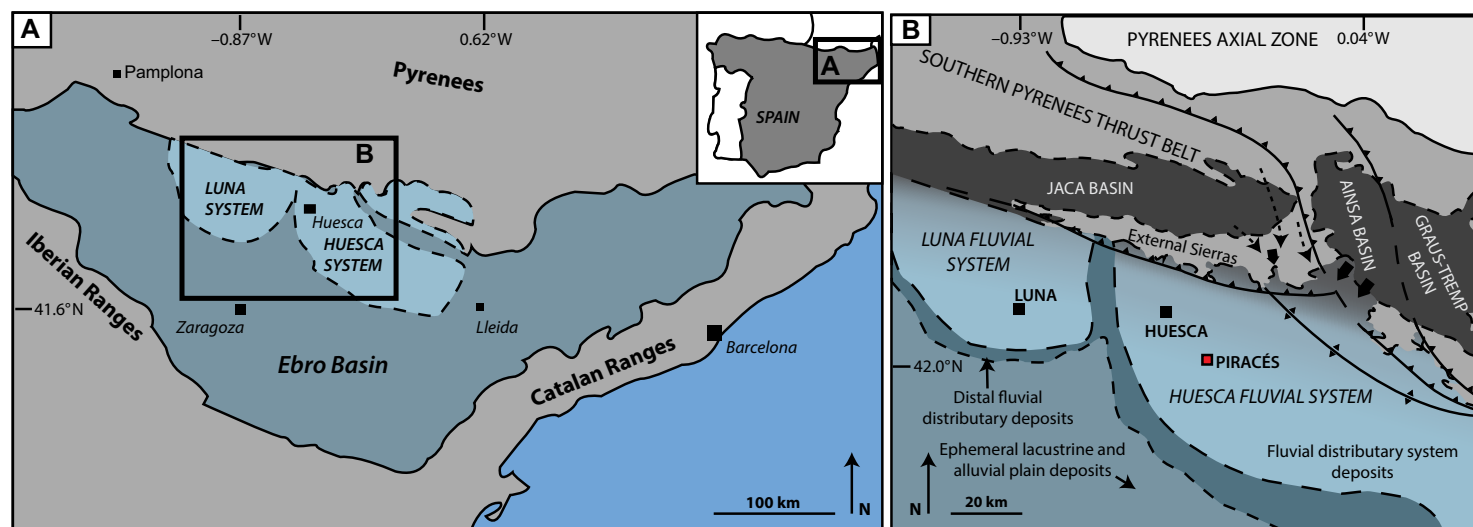 A
−0.87°W
0.62°W
Pamplona
Pyrenees
A
SPAIN
B
LUNA
SYSTEM
Huesca
HUESCA
SYSTEM
Iberian Ranges
41.6°N
Zaragoza
Lleida
Barcelona
Ebro Basin
Catalan Ranges
100 km
N
B
−0.93°W
0.04°W
PYRENEES AXIAL ZONE
SOUTHERN PYRENEES THRUST BELT
JACA BASIN
AINSA BASIN
GRAUS-TREMP
BASIN
External Sierras
LUNA FLUVIAL
SYSTEM
LUNA
HUESCA
PIRACÉS
42.0°N
HUESCA FLUVIAL SYSTEM
Distal fluvial
distributary deposits
Ephemeral lacustrine and
alluvial plain deposits
Fluvial distributary system
deposits
N
20 km